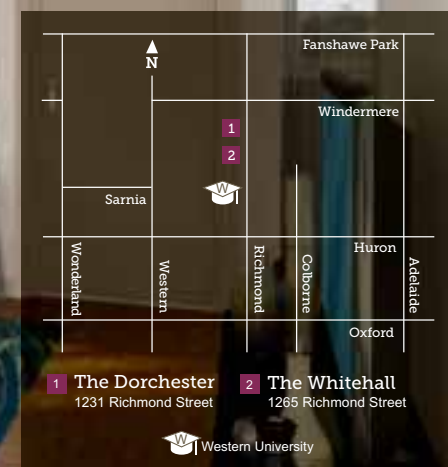 Fanshawe Park
N
Windermere
1
2
W
Sarnia
Huron
Wonderland
Western
Richmond
Colborne
Adelaide
Oxford
1 The Dorchester
1231 Richmond Street
2 The Whitehall
1265 Richmond Street
W Western University